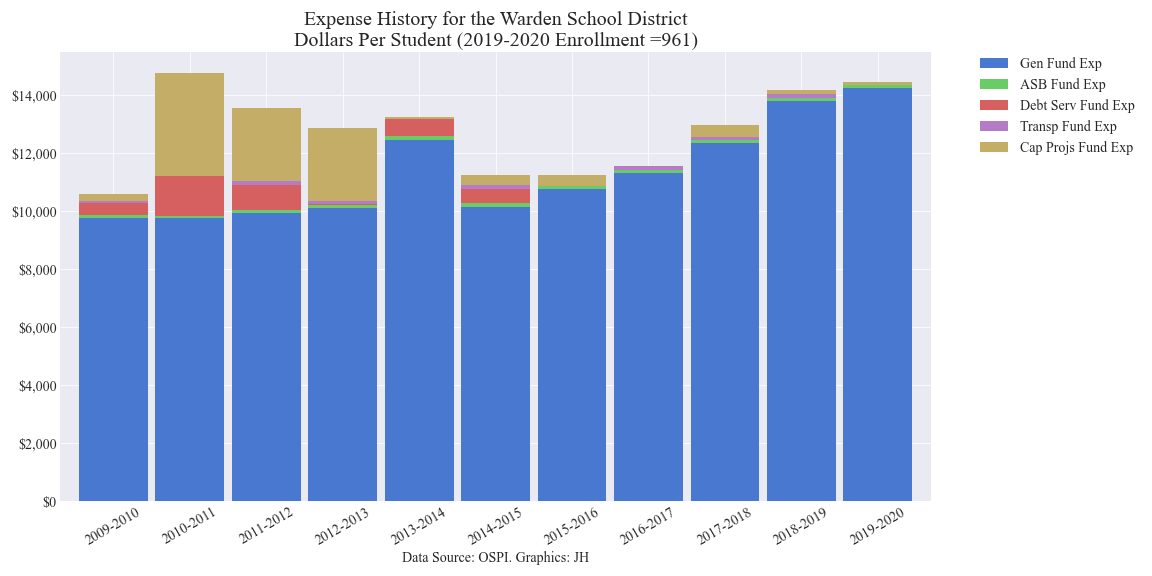 Expense History for the Warden School District
Dollars Per Student (2019-2020 Enrollment =961)
Gen Fund Exp
ASB Fund Exp
Debt Serv Fund Exp
Transp Fund Exp
Cap Projs Fund Exp
$14,000
$12,000
$10,000
$8,000
$6,000
$4,000
$2,000
$0
2009-2010
2010-2011
2011-2012
2012-2013
2013-2014
2014-2015
2015-2016
2016-2017
2017-2018
2018-2019
2019-2020
Data Source: OSPI. Graphics: JH